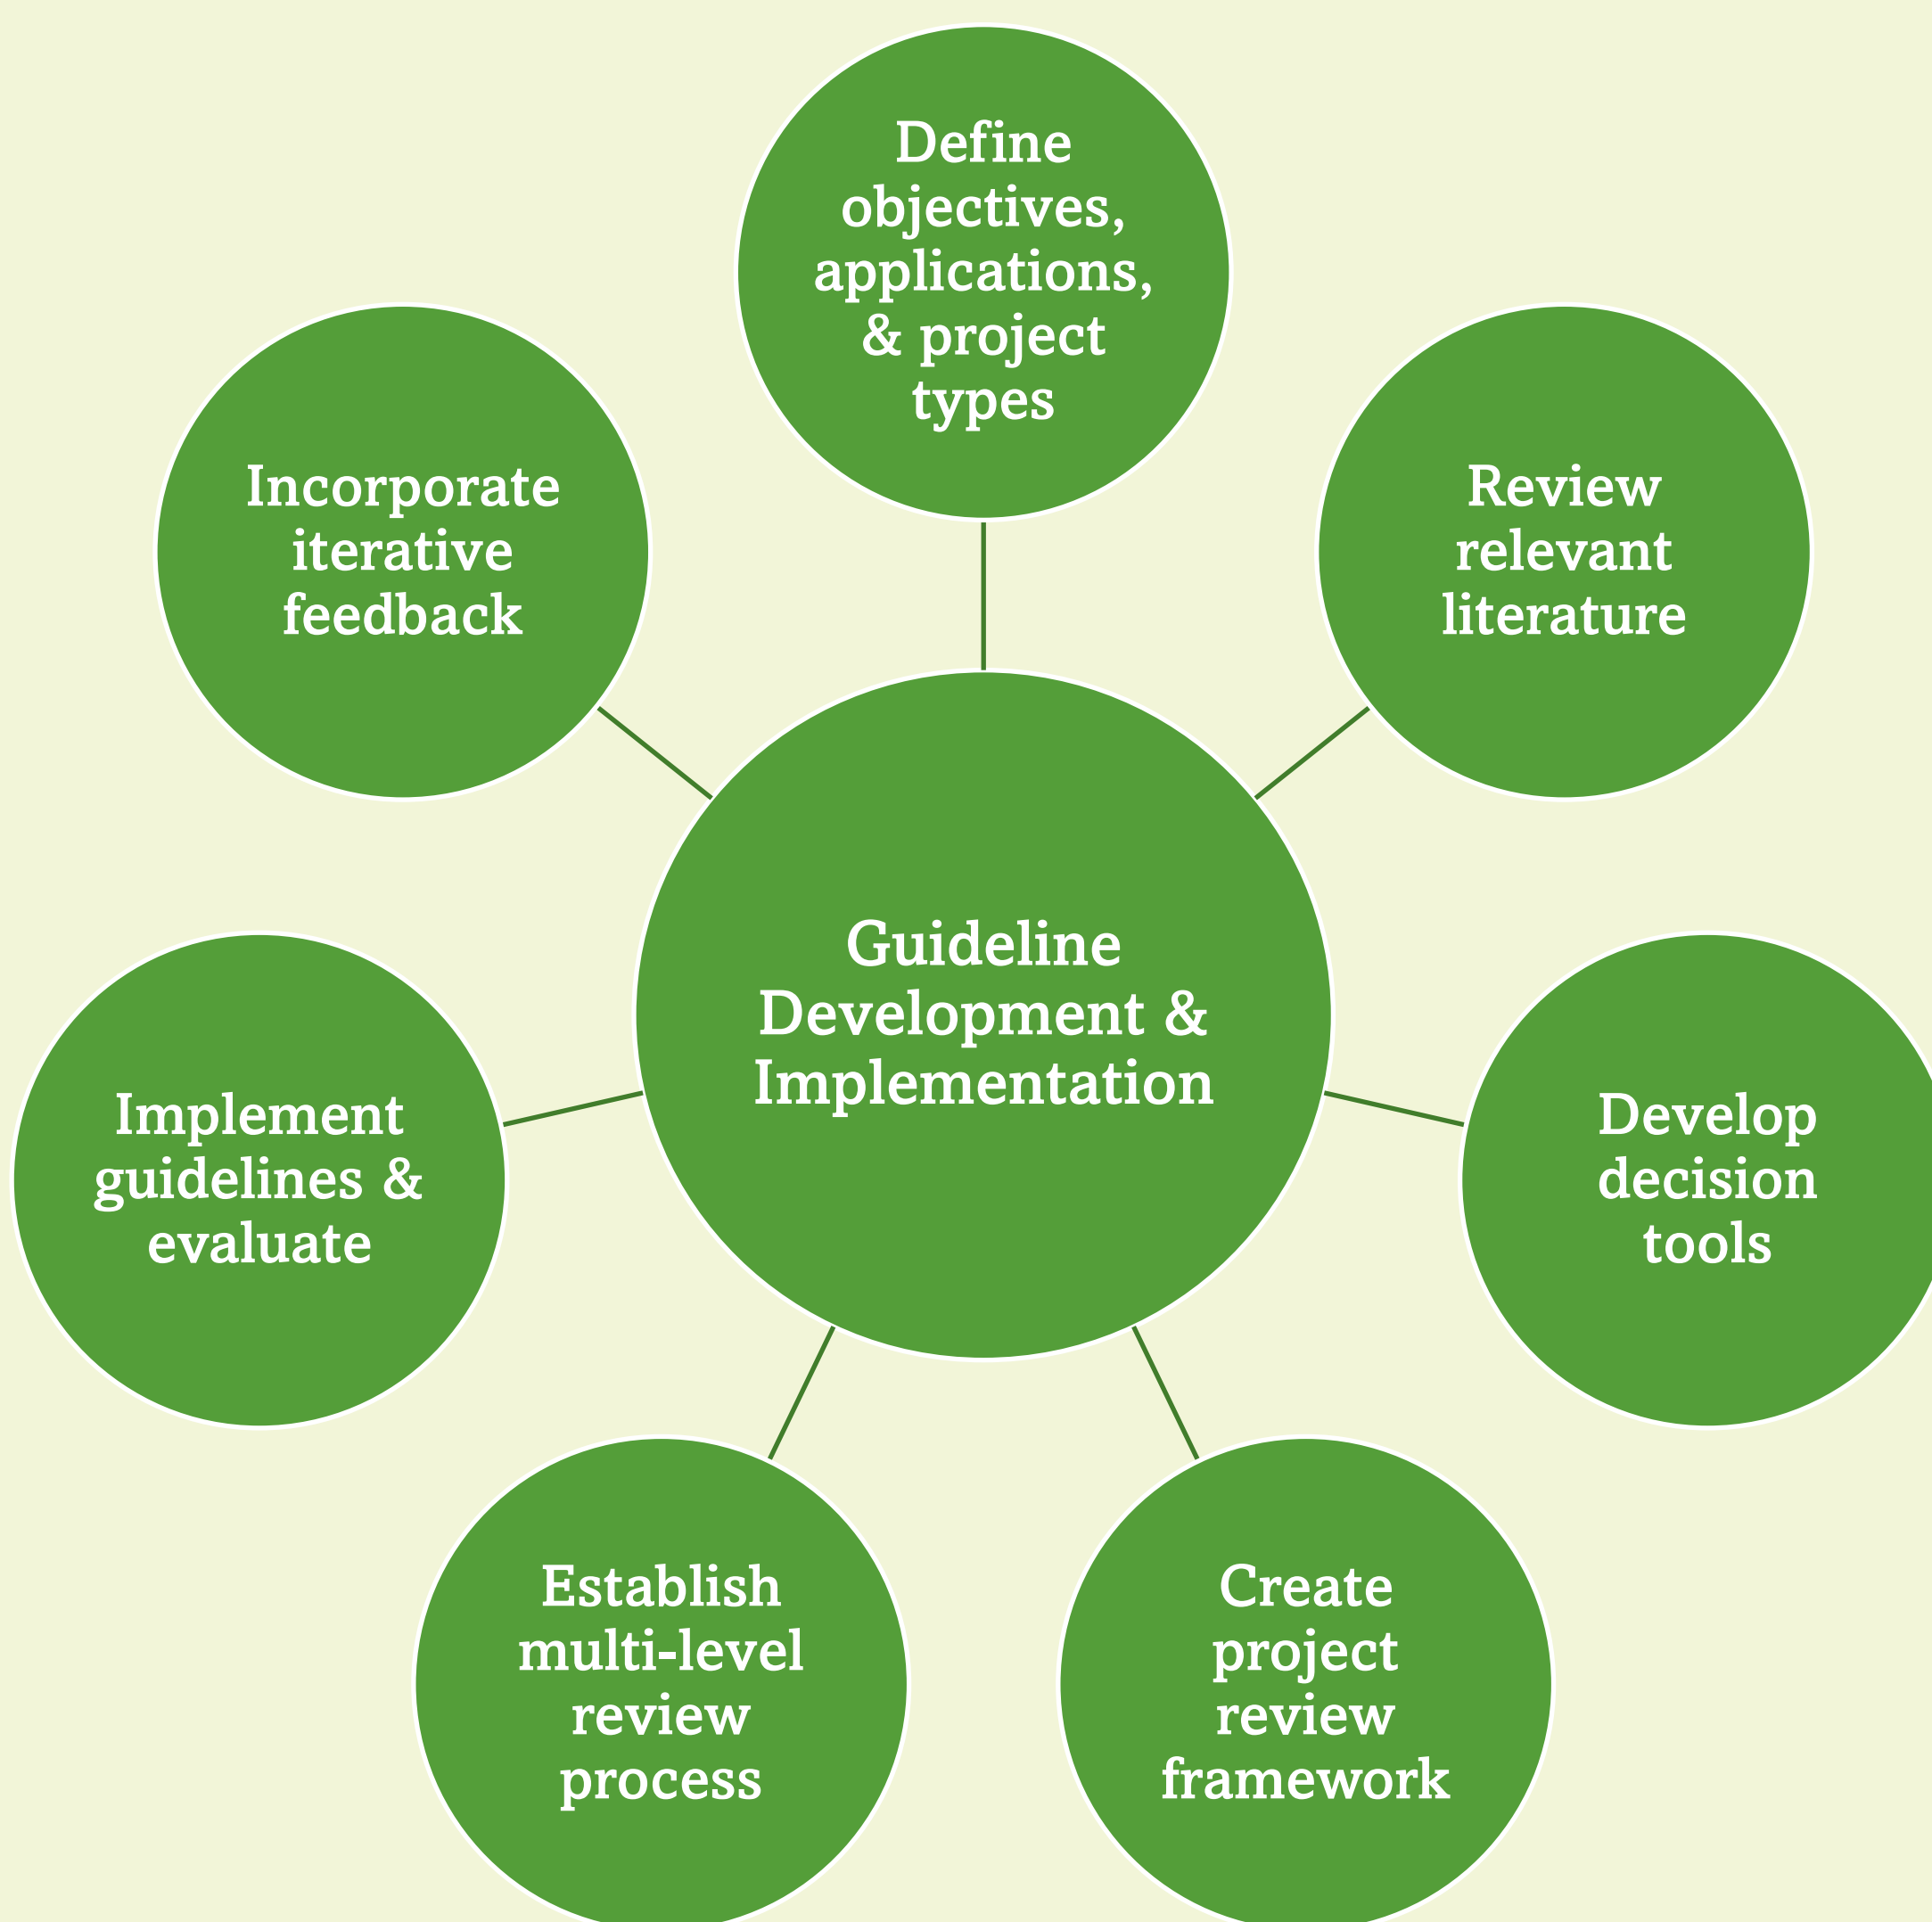 Define
objectives,
applications,
& project
types
Review
relevant
literature
Develop
decision
tools
Create
project
review
framework
Establish
multi-level
review
process
Implement
guidelines &
evaluate
Incorporate
iterative
feedback
Guideline
Development &
Implementation